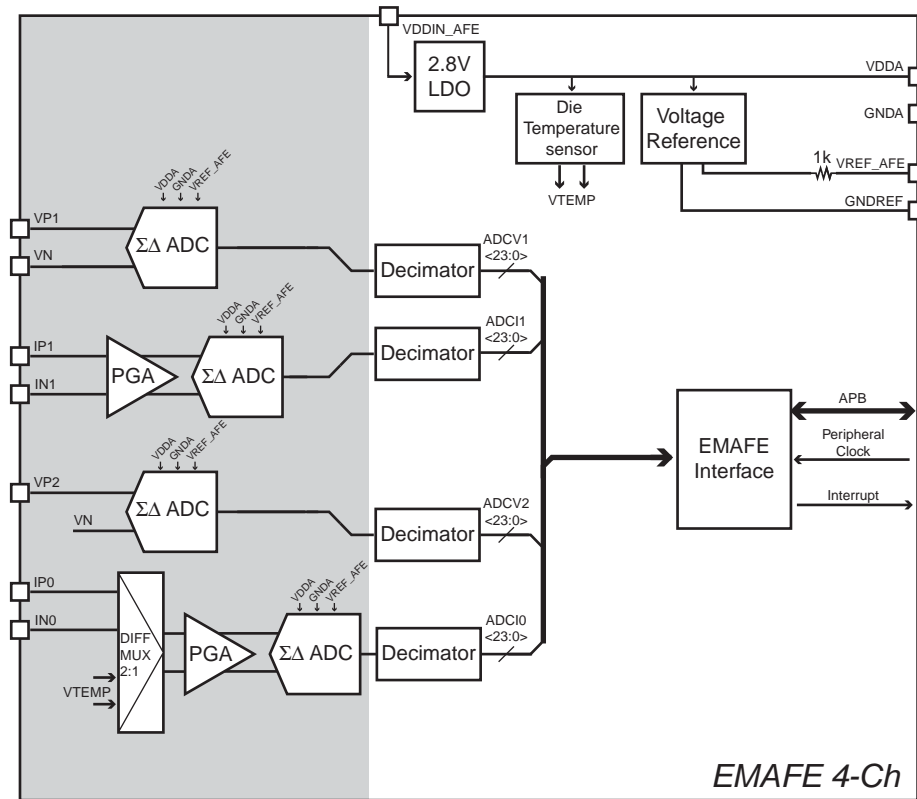 VDDIN_AFE
2.8V
LDO
VDDA
GNDA
Die
Temperature
sensor
Voltage
Reference
1k
VREF_AFE
VTEMP
GNDREF
VDDA
GNDA
VREF_AFE
VP1
VN
ΣΔ ADC
Decimator
ADCV1
<23:0>
VDDA
GNDA
VREF_AFE
IP1
IN1
PGA
ΣΔ ADC
Decimator
ADCI1
<23:0>
EMAFE
Interface
APB
Peripheral
Clock
Interrupt
VDDA
GNDA
VREF_AFE
VP2
VN
ΣΔ ADC
Decimator
ADCV2
<23:0>
VDDA
GNDA
VREF_AFE
IP0
IN0
DIFF
MUX
2:1
VTEMP
PGA
ΣΔ ADC
Decimator
ADCI0
<23:0>
EMAFE 4-Ch